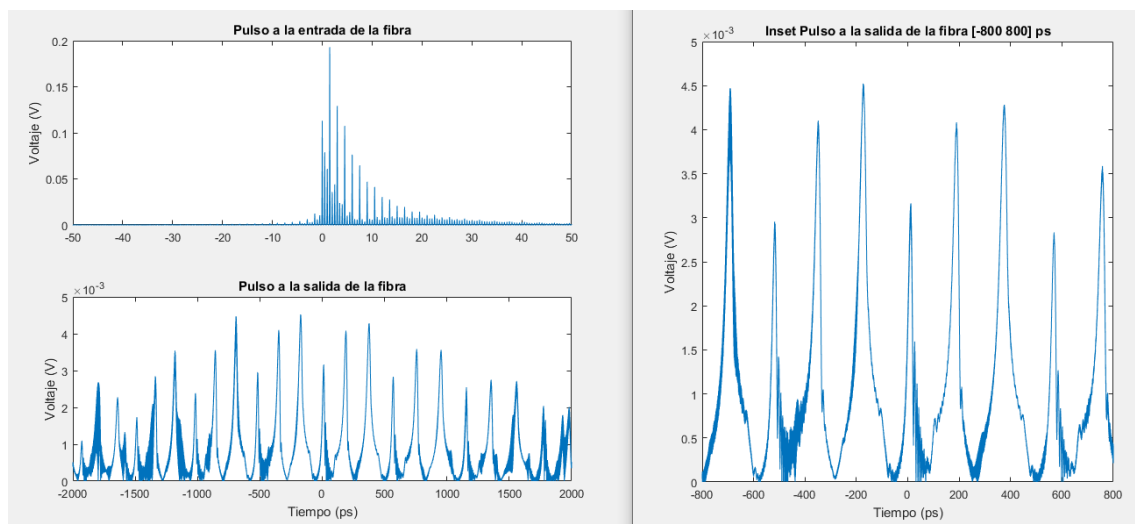 Pulso a la entrada de la fibra
0.2
0.15
0.1
0.05
0
Voltaje (V)
-50 -40 -30 -20 -10 0 10 20 30 40 50
Pulso a la salida de la fibra
×10-3
5
4
3
2
1
0
Voltaje (V)
-2000 -1500 -1000 -500 0 500 1000 1500 2000
Tiempo (ps)
Inset Pulso a la salida de la fibra [-800 800] ps
×10-3
5
4.5
4
3.5
3
2.5
2
1.5
1
0.5
0
Voltaje (V)
-800 -600 -400 -200 0 200 400 600 800
Tiempo (ps)